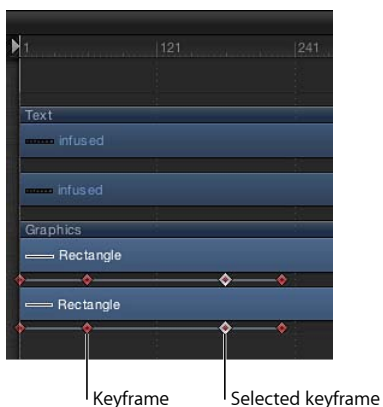 1 121 241
Text
infused
infused
Graphics
Rectangle
Rectangle
Keyframe Selected keyframe